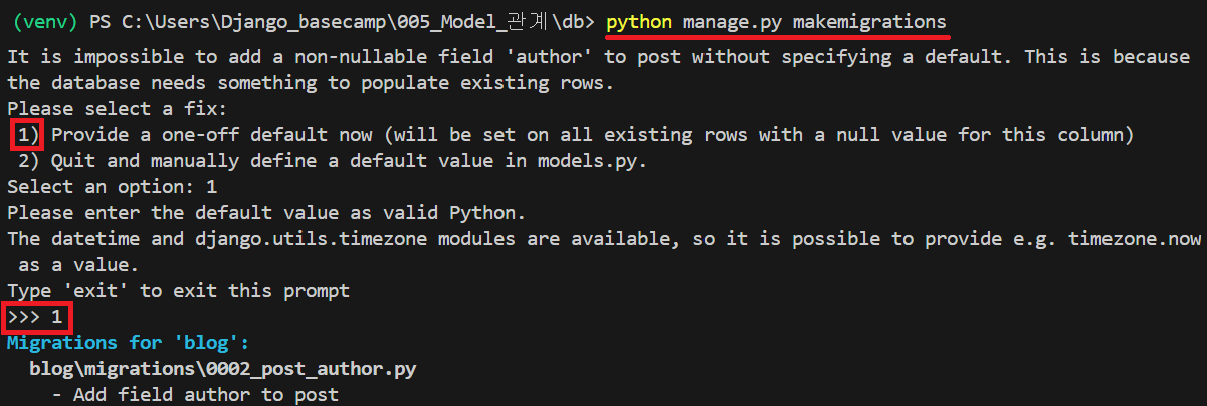 (venv) PS C:\Users\Django_basecamp\005_Model_관계\db> python manage.py makemigrations
It is impossible to add a non-nullable field 'author' to post without specifying a default. This is because
the database needs something to populate existing rows.
Please select a fix:
1) Provide a one-off default now (will be set on all existing rows with a null value for this column)
2) Quit and manually define a default value in models.py.
Select an option: 1
Please enter the default value as valid Python.
The datetime and django.utils.timezone modules are available, so it is possible to provide e.g. timezone.now
as a value.
Type 'exit' to exit this prompt
>>> 1
Migrations for 'blog':
blog\migrations\0002_post_author.py
- Add field author to post